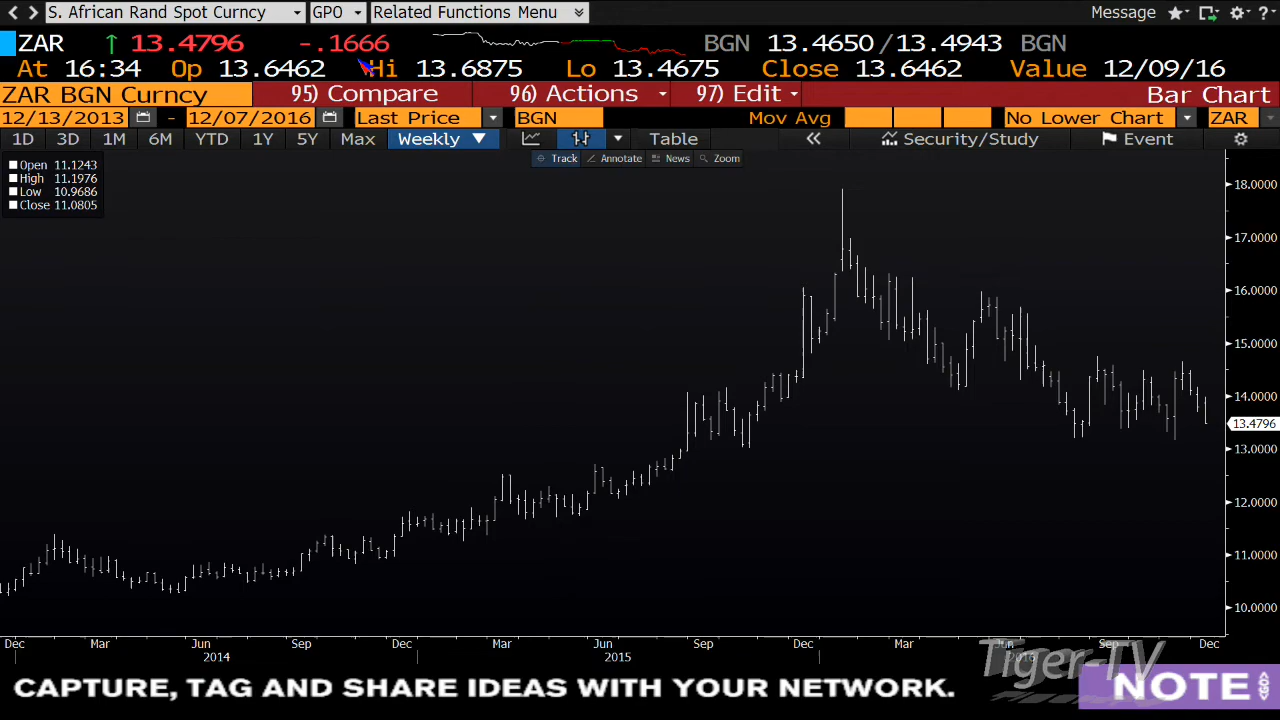 S. African Rand Spot Curncy GPO Related Functions Menu Message ?
ZAR 13.4796 -.1666 BGN 13.4650/13.4943 BGN
At 16:34 Op 13.6462 Hi 13.6875 Lo 13.4675 Close 13.6462 Value 12/09/16
ZAR BGN Curncy 95) Compare 96) Actions 97) Edit Bar Chart
12/13/2013 - 12/07/2016 Last Price BGN Mov Avg No Lower Chart ZAR
1D 3D 1M 6M YTD 1Y 5Y Max Weekly Table Security/Study Event
Track Annotate News Zoom
Open 11.1243
High 11.1976
Low 10.9686
Close 11.0805
18.0000
17.0000
16.0000
15.0000
14.0000
13.4796
13.0000
12.0000
11.0000
10.0000
Dec Mar Jun Sep Dec Mar Jun Sep Dec Mar Jun Sep Dec
2014 2015 2016
Tiger-TV
CAPTURE, TAG AND SHARE IDEAS WITH YOUR NETWORK.
NOTE